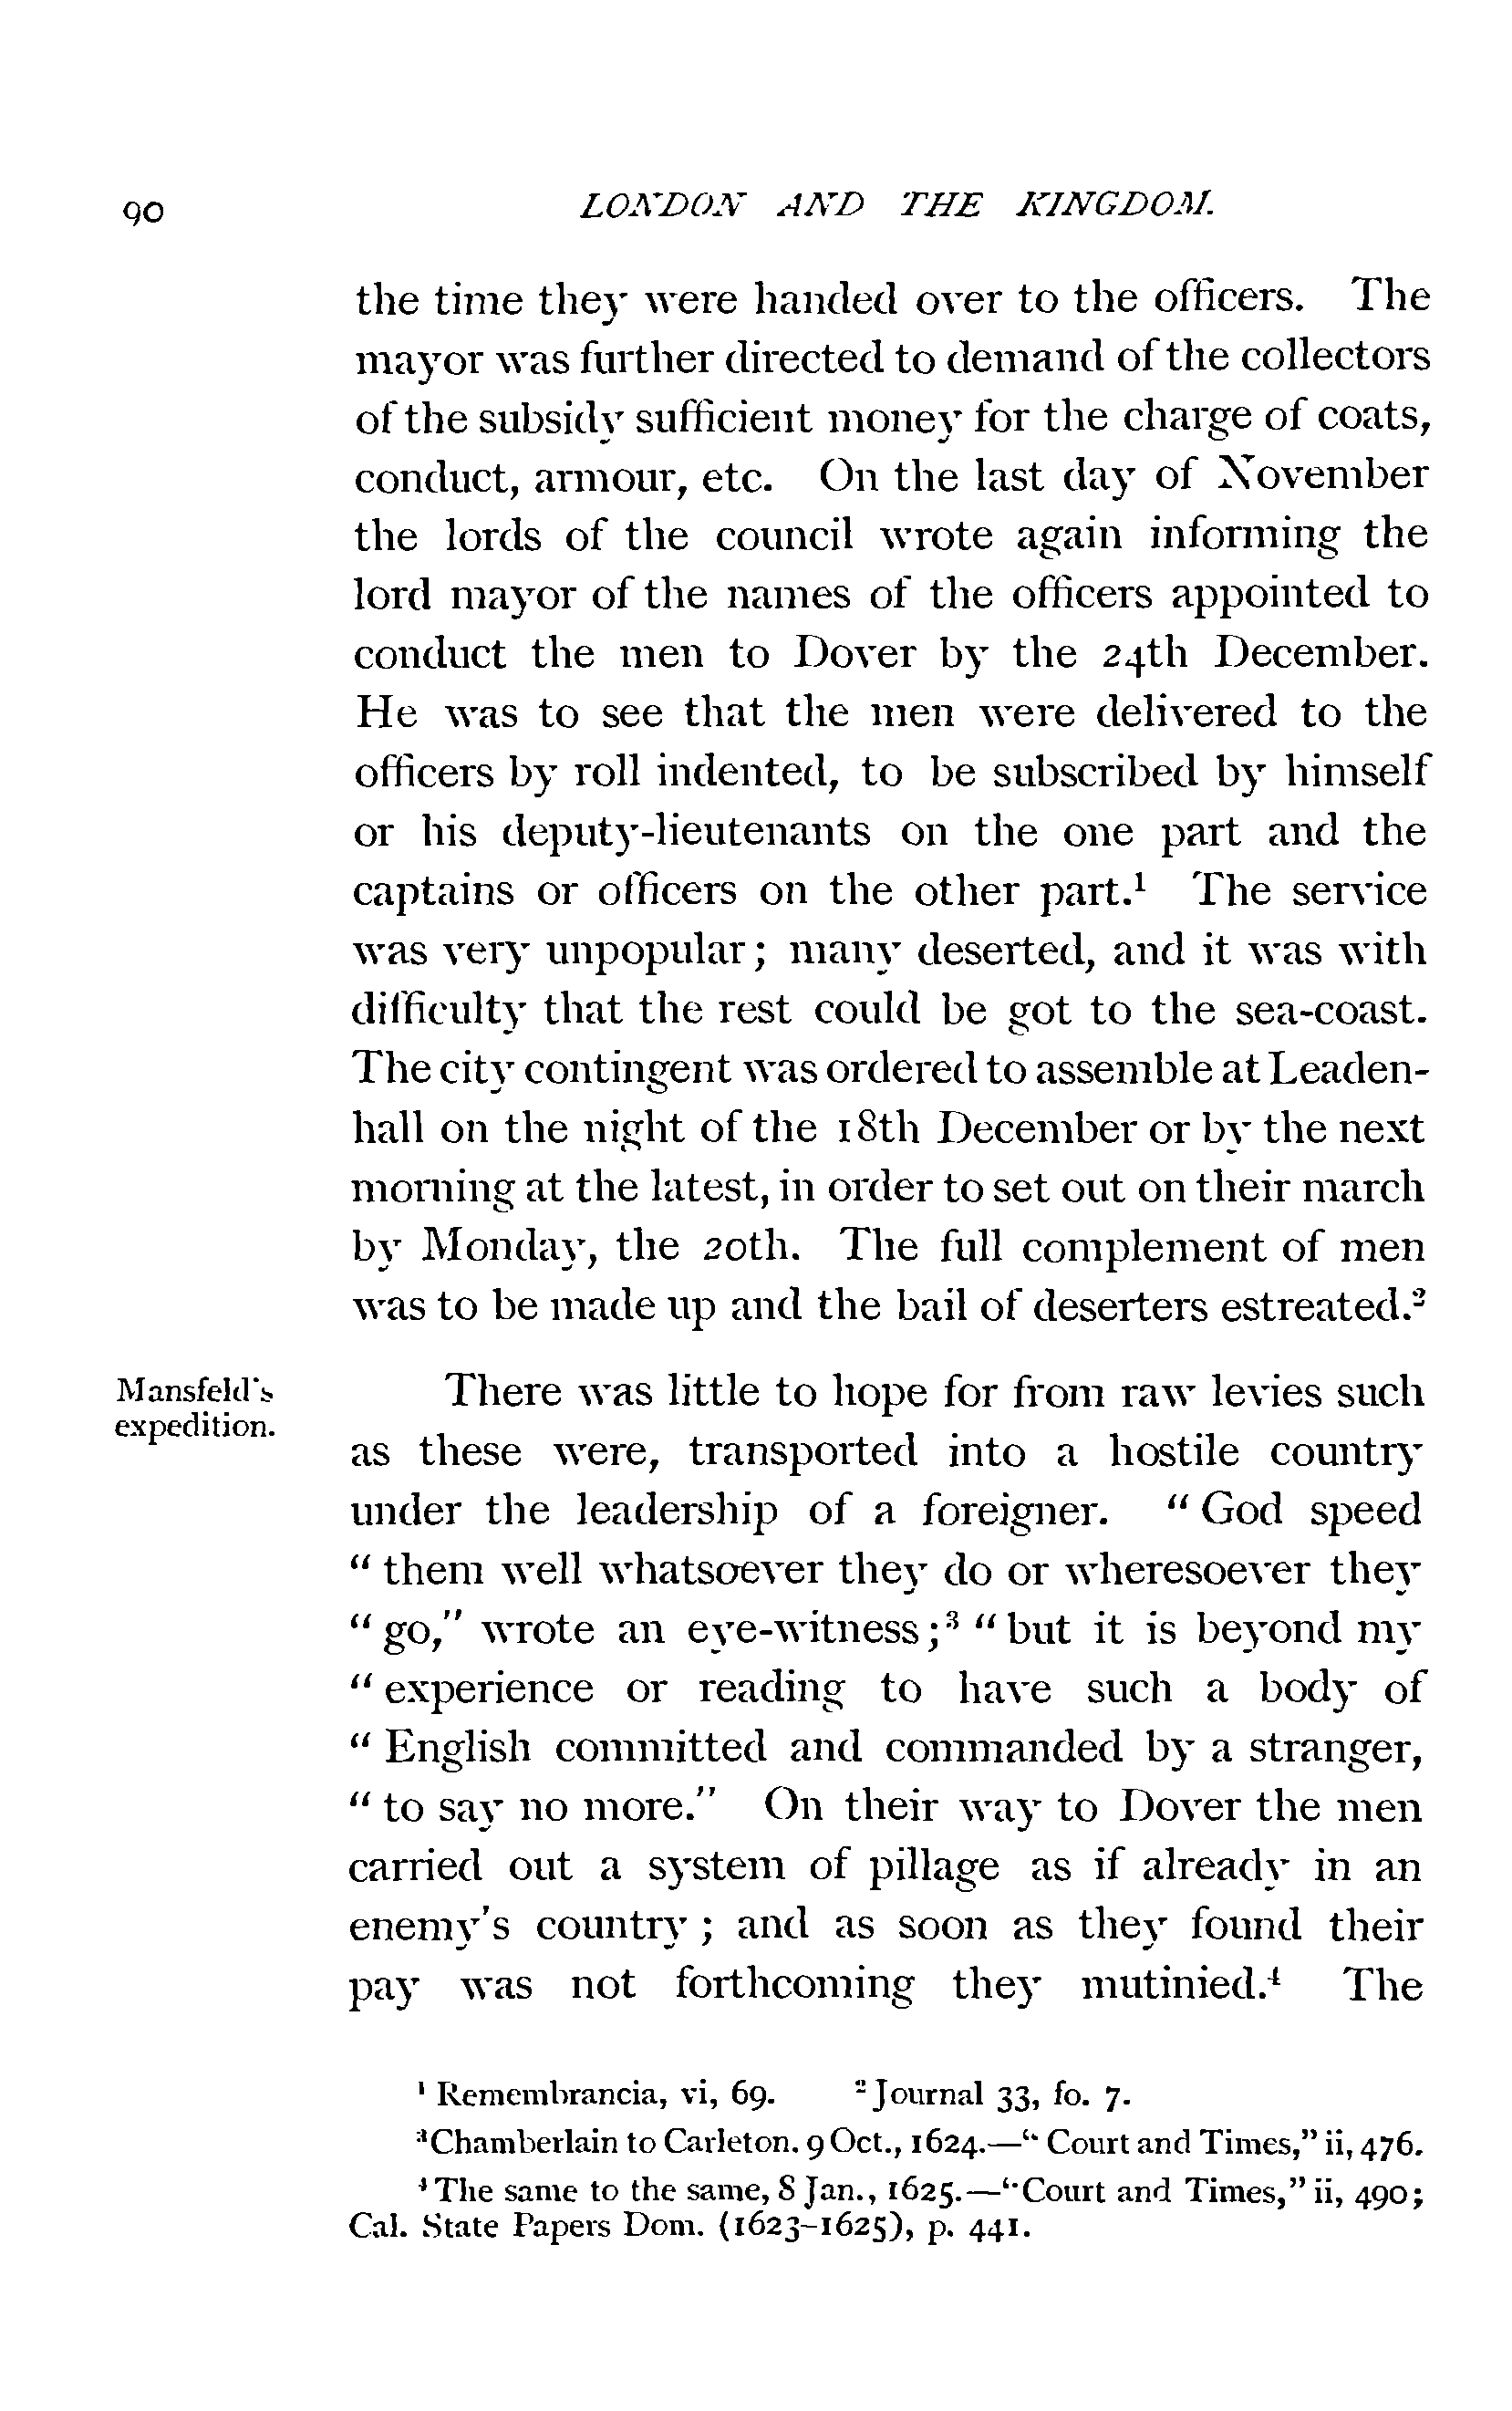 90
LONDON AND THE KINGDOM.
the time they were handed over to the officers. The
mayor was further directed to demand of the collectors
of the subsidy sufficient money for the charge of coats,
conduct, armour, etc. On the last day of November
the lords of the council wrote again informing the
lord mayor of the names of the officers appointed to
conduct the men to Dover by the 24th December.
He was to see that the men were delivered to the
officers by roll indented, to be subscribed by himself
or his deputy-lieutenants on the one part and the
captains or officers on the other part.¹ The service
was very unpopular; many deserted, and it was with
difficulty that the rest could be got to the sea-coast.
The city contingent was ordered to assemble at Leaden-
hall on the night of the 18th December or by the next
morning at the latest, in order to set out on their march
by Monday, the 20th. The full complement of men
was to be made up and the bail of deserters estreated.²
Mansfeld's
expedition.
There was little to hope for from raw levies such
as these were, transported into a hostile country
under the leadership of a foreigner. "God speed
"them well whatsoever they do or wheresoever they
"go," wrote an eye-witness;³ "but it is beyond my
"experience or reading to have such a body of
"English committed and commanded by a stranger,
"to say no more." On their way to Dover the men
carried out a system of pillage as if already in an
enemy's country; and as soon as they found their
pay was not forthcoming they mutinied.⁴ The
¹ Remembrancia, vi, 69. ² Journal 33, fo. 7.
³ Chamberlain to Carleton. 9 Oct., 1624.—"Court and Times," ii, 476.
⁴ The same to the same, 8 Jan., 1625.—"Court and Times," ii, 490;
Cal. State Papers Dom. (1623-1625), p. 441.